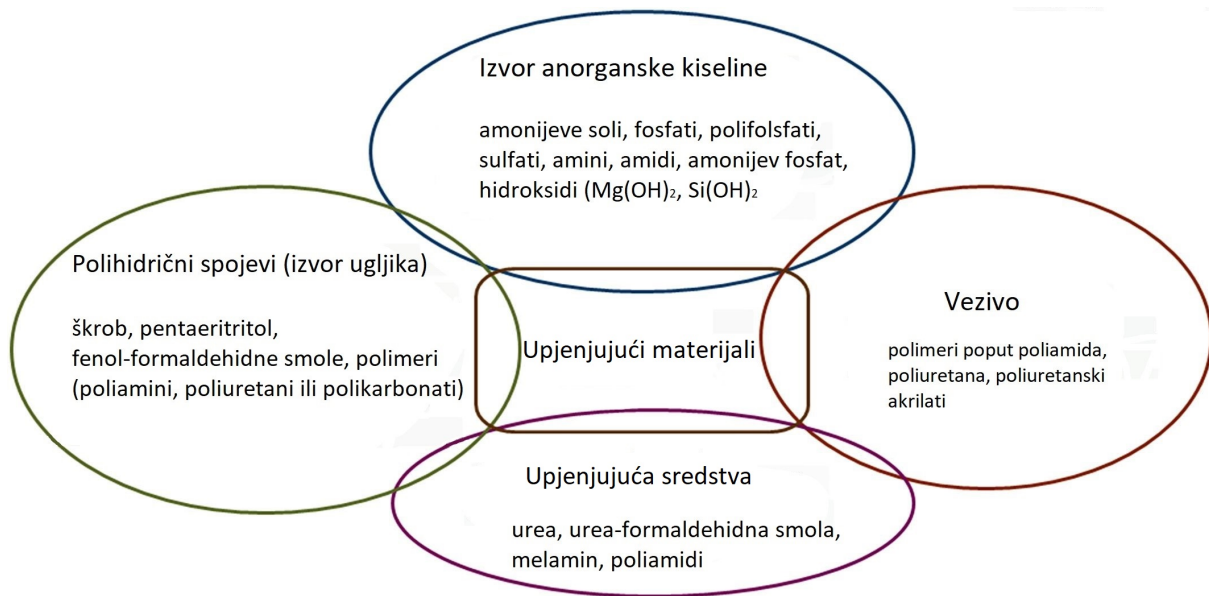 Izvor anorganske kiseline
amonijeve soli, fosfati, polifolsfati,
sulfati, amini, amidi, amonijev fosfat,
hidroksidi (Mg(OH)₂, Si(OH)₂
Polihidrični spojevi (izvor ugljika)
škrob, pentaeritritol,
fenol-formaldehidne smole, polimeri
(poliamini, poliuretani ili polikarbonati)
Upjenjujući materijali
Vezivo
polimeri poput poliamida,
poliuretana, poliuretanski
akrilati
Upjenjujuća sredstva
urea, urea-formaldehidna smola,
melamin, poliamidi